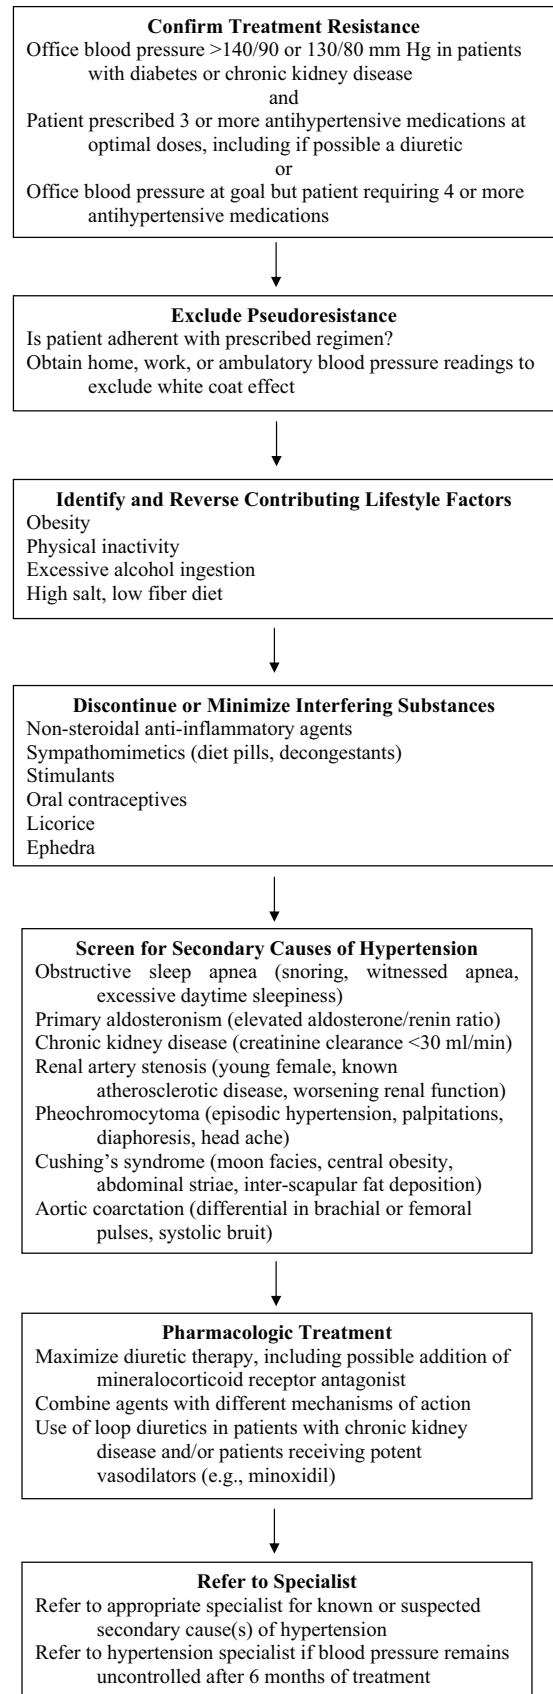 Confirm Treatment Resistance
Office blood pressure >140/90 or 130/80 mm Hg in patients
with diabetes or chronic kidney disease
and
Patient prescribed 3 or more antihypertensive medications at
optimal doses, including if possible a diuretic
or
Office blood pressure at goal but patient requiring 4 or more
antihypertensive medications
Exclude Pseudoresistance
Is patient adherent with prescribed regimen?
Obtain home, work, or ambulatory blood pressure readings to
exclude white coat effect
Identify and Reverse Contributing Lifestyle Factors
Obesity
Physical inactivity
Excessive alcohol ingestion
High salt, low fiber diet
Discontinue or Minimize Interfering Substances
Non-steroidal anti-inflammatory agents
Sympathomimetics (diet pills, decongestants)
Stimulants
Oral contraceptives
Licorice
Ephedra
Screen for Secondary Causes of Hypertension
Obstructive sleep apnea (snoring, witnessed apnea,
excessive daytime sleepiness)
Primary aldosteronism (elevated aldosterone/renin ratio)
Chronic kidney disease (creatinine clearance <30 ml/min)
Renal artery stenosis (young female, known
atherosclerotic disease, worsening renal function)
Pheochromocytoma (episodic hypertension, palpitations,
diaphoresis, head ache)
Cushing's syndrome (moon facies, central obesity,
abdominal striae, inter-scapular fat deposition)
Aortic coarctation (differential in brachial or femoral
pulses, systolic bruit)
Pharmacologic Treatment
Maximize diuretic therapy, including possible addition of
mineralocorticoid receptor antagonist
Combine agents with different mechanisms of action
Use of loop diuretics in patients with chronic kidney
disease and/or patients receiving potent
vasodilators (e.g., minoxidil)
Refer to Specialist
Refer to appropriate specialist for known or suspected
secondary cause(s) of hypertension
Refer to hypertension specialist if blood pressure remains
uncontrolled after 6 months of treatment